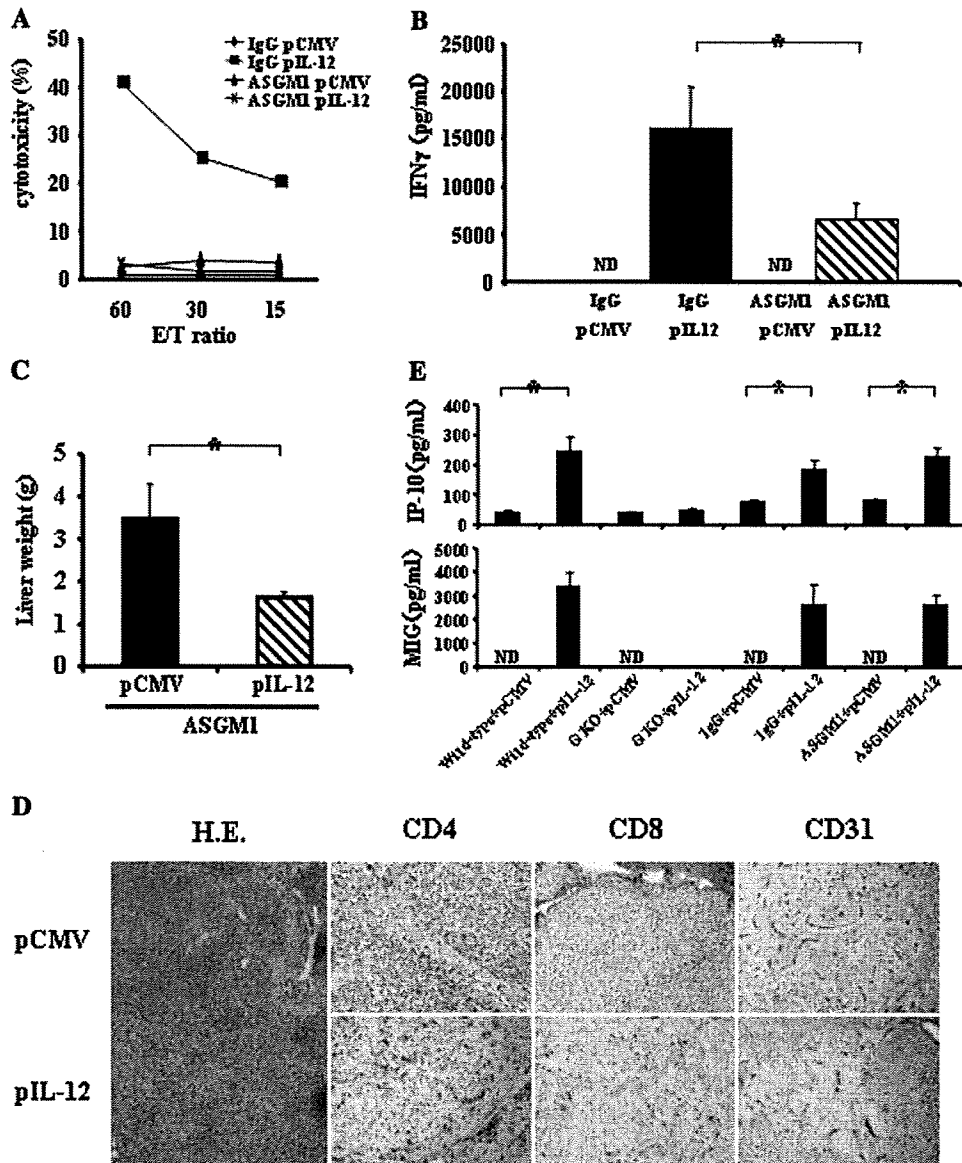 A
50
40
30
20
10
0
cytotoxicity (%)
60 30 15
E/T ratio
IgG pCMV
IgG pIL-12
ASGM1 pCMV
ASGM1 pIL-12
B
25000
20000
15000
10000
5000
0
IFNγ (pg/ml)
*
ND ND
IgG pCMV
IgG pIL12
ASGM1 pCMV
ASGM1 pIL12
C
5
4
3
2
1
0
Liver weight (g)
*
pCMV pIL-12
ASGM1
E
* * *
400
300
200
100
0
IP-10(pg/ml)
5000
4000
3000
2000
1000
0
MIG(pg/ml)
ND ND ND ND
Wild-type+pCMV
Wild-type+pIL-12
GKO+pCMV
GKO+pIL-12
IgG+pCMV
IgG+pIL-12
ASGM1+pCMV
ASGM1+pIL-12
D
H.E. CD4 CD8 CD31
pCMV
pIL-12